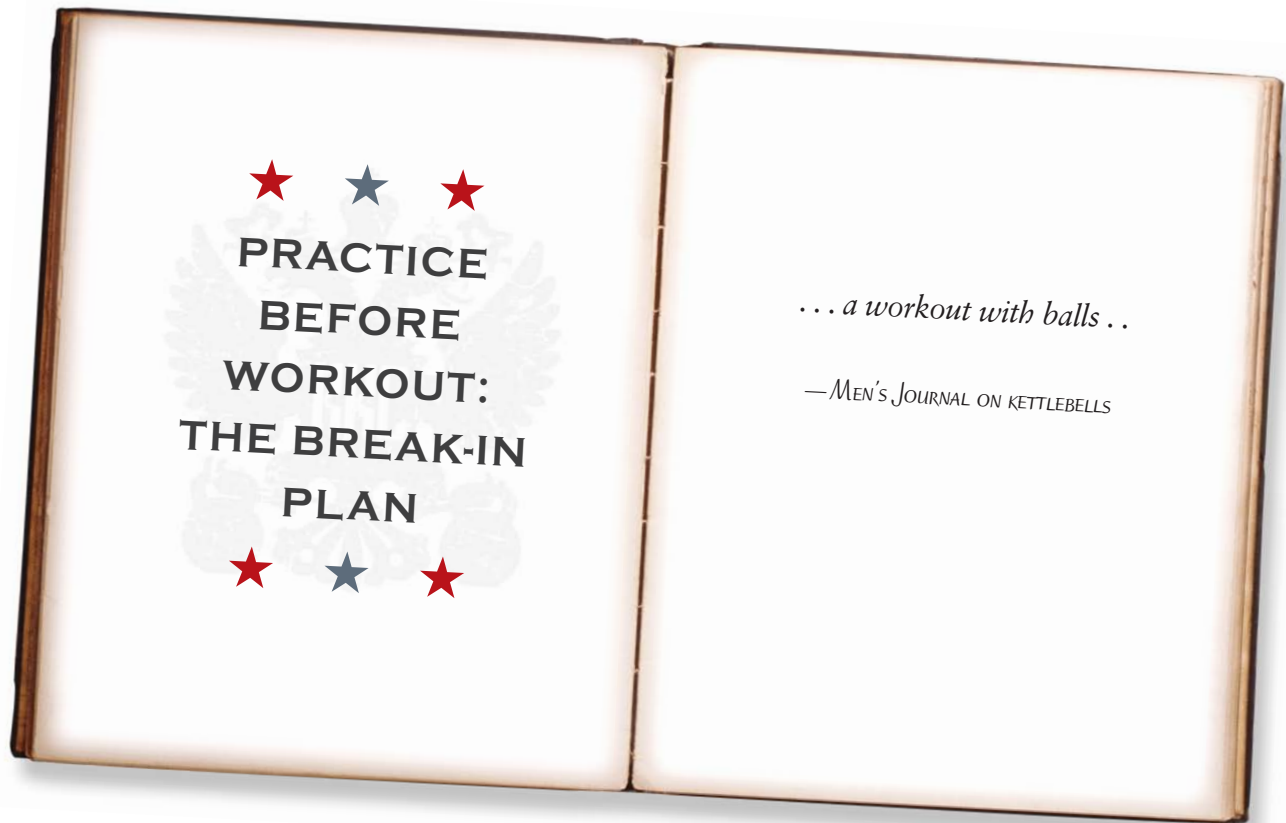 PRACTICE
BEFORE
WORKOUT:
THE BREAK-IN
PLAN
. . . a workout with balls . .
—MEN'S JOURNAL ON KETTLEBELLS